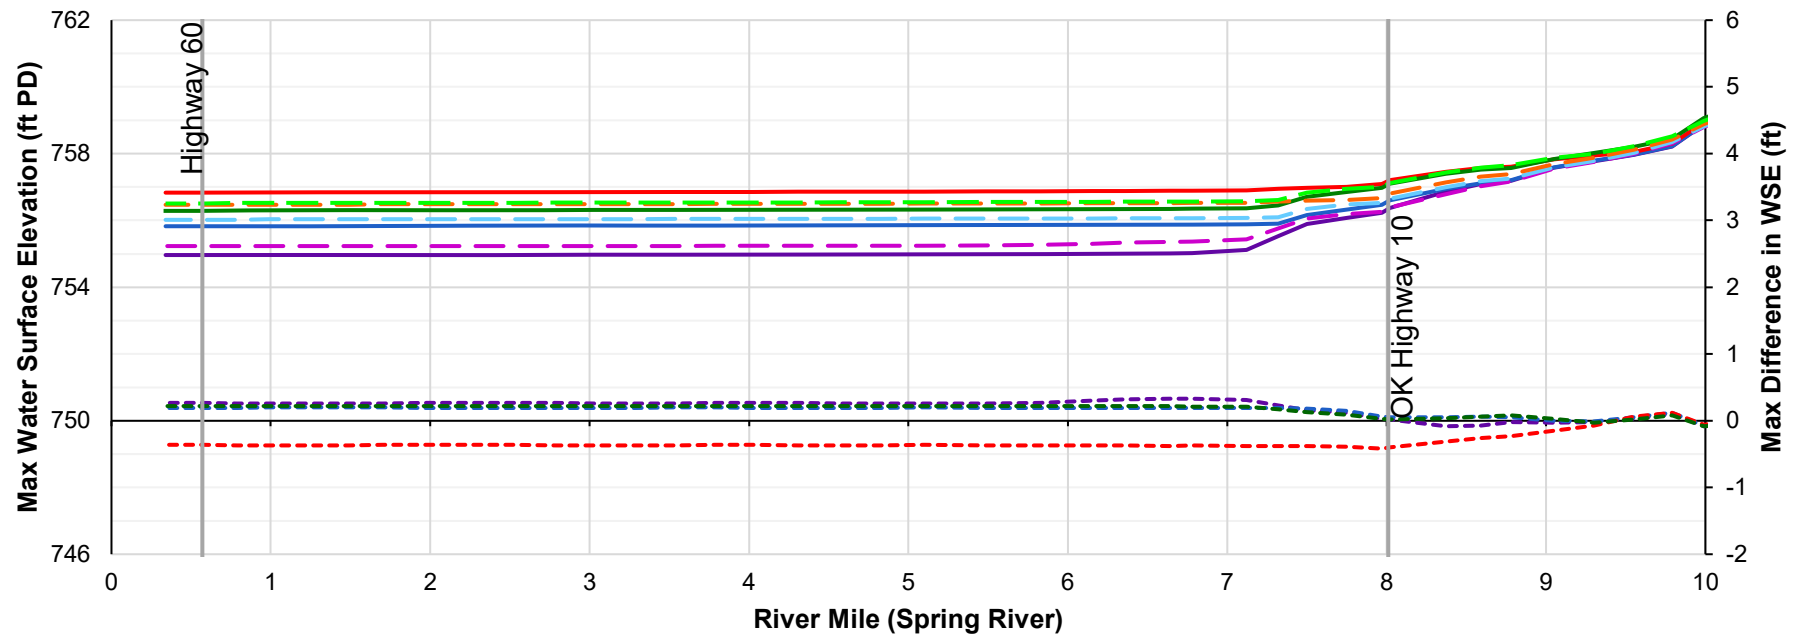 762
758
754
750
746
Max Water Surface Elevation (ft PD)
Highway 60
OK Highway 10
6
5
4
3
2
1
0
-1
-2
Max Difference in WSE (ft)
0 1 2 3 4 5 6 7 8 9 10
River Mile (Spring River)